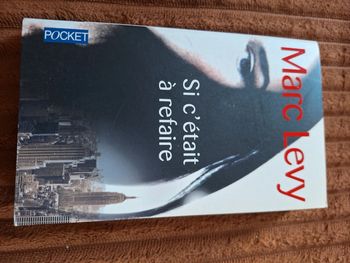 Marc Levy
Si c'était
à refaire
POCKET